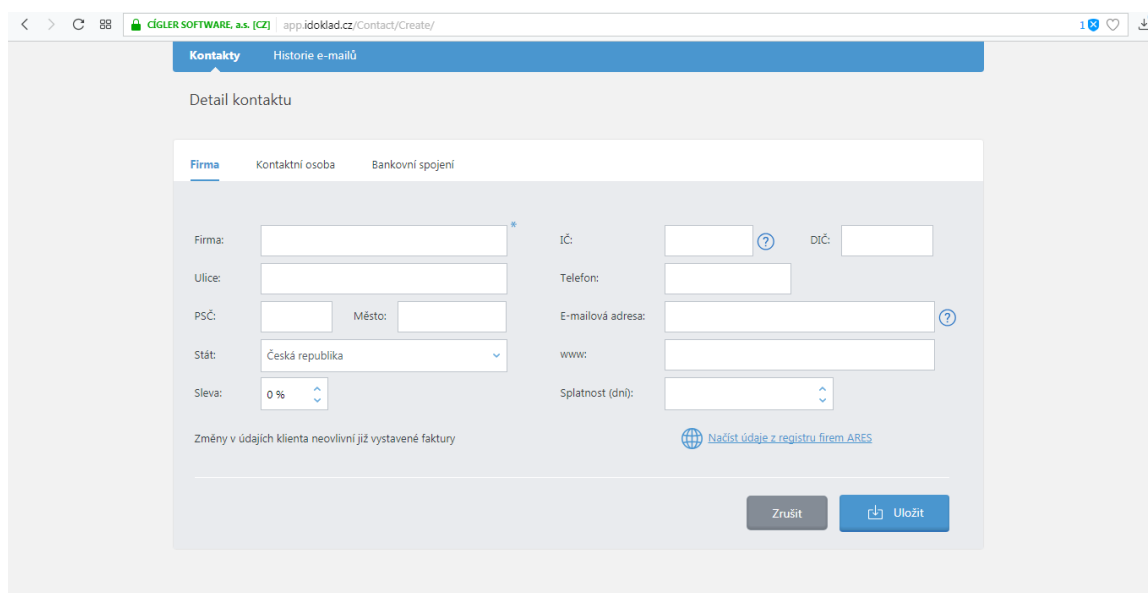 CÍGLER SOFTWARE, a.s. [CZ] app.idoklad.cz/Contact/Create/ 1
Kontakty Historie e-mailů
Detail kontaktu
Firma Kontaktní osoba Bankovní spojení
Firma: * IČ: ? DIČ:
Ulice: Telefon:
PSČ: Město: E-mailová adresa: ?
Stát: Česká republika www:
Sleva: 0 % Splatnost (dní):
Změny v údajích klienta neovlivní již vystavené faktury Načíst údaje z registru firem ARES
Zrušit Uložit